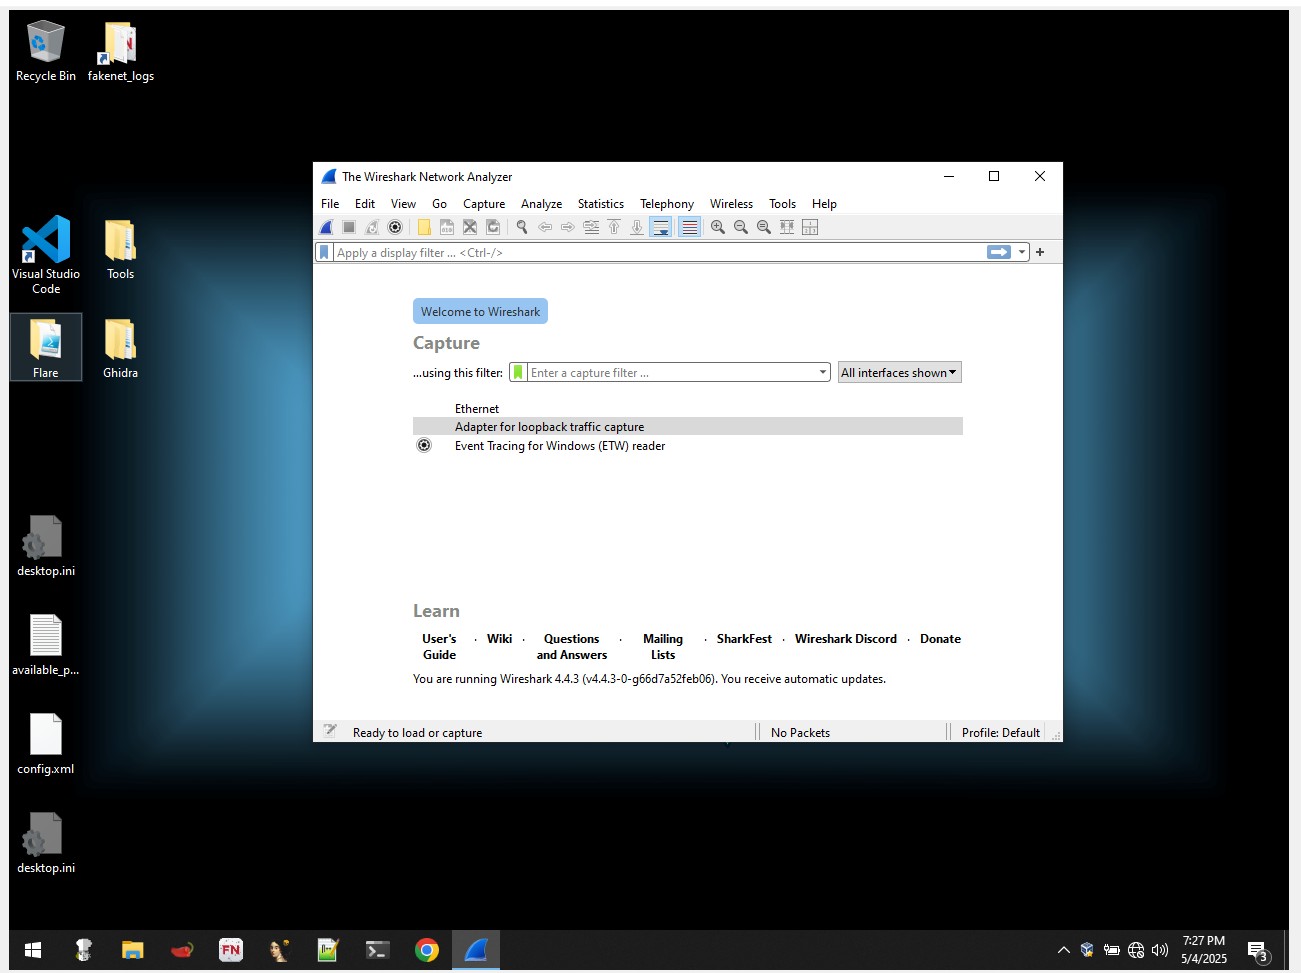 Recycle Bin
fakenet_logs
Visual Studio
Code
Tools
Flare
Ghidra
desktop.ini
available_p...
config.xml
desktop.ini
The Wireshark Network Analyzer
File Edit View Go Capture Analyze Statistics Telephony Wireless Tools Help
Apply a display filter ... <Ctrl-/>
Welcome to Wireshark
Capture
...using this filter: Enter a capture filter ... All interfaces shown
Ethernet
Adapter for loopback traffic capture
Event Tracing for Windows (ETW) reader
Learn
User's Guide · Wiki · Questions and Answers · Mailing Lists · SharkFest · Wireshark Discord · Donate
You are running Wireshark 4.4.3 (v4.4.3-0-g66d7a52feb06). You receive automatic updates.
Ready to load or capture No Packets Profile: Default
FN
7:27 PM
5/4/2025
3